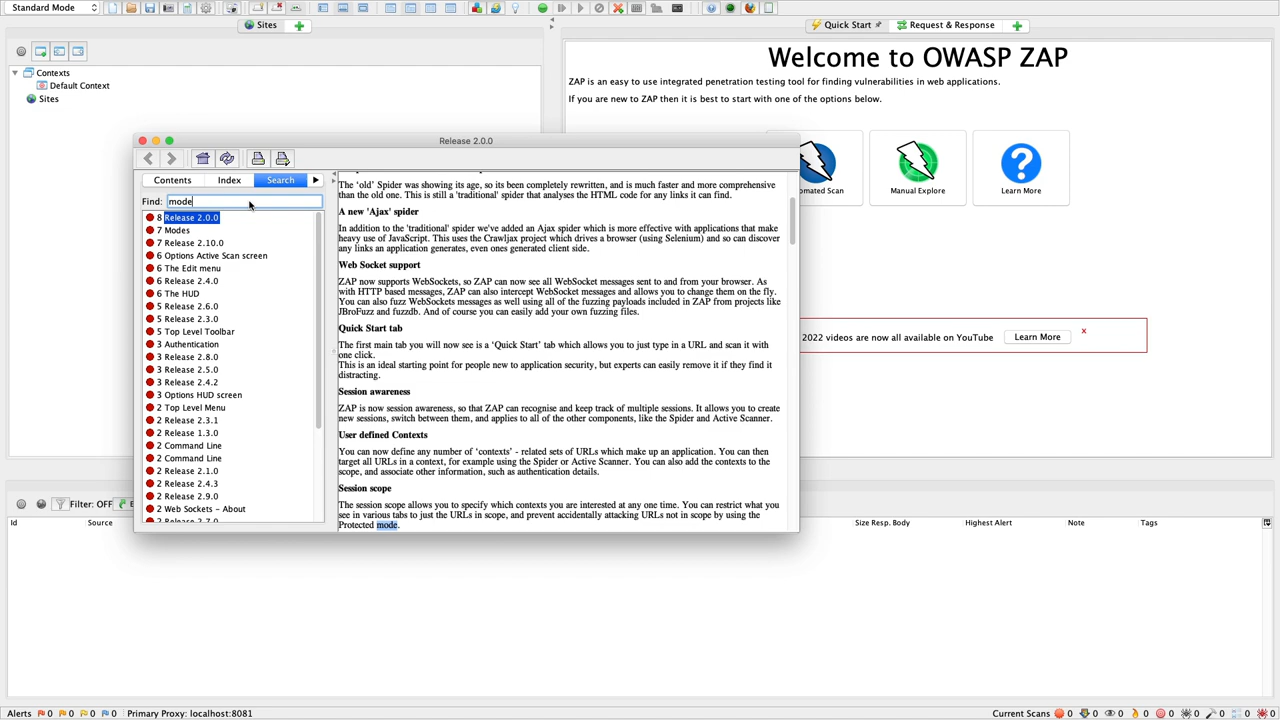 Standard Mode
Sites
Quick Start
Request & Response
Contexts
Default Context
Sites
Welcome to OWASP ZAP
ZAP is an easy to use integrated penetration testing tool for finding vulnerabilities in web applications.
If you are new to ZAP then it is best to start with one of the options below.
Manual Explore
Learn More
2022 videos are now all available on YouTube
Learn More
x
Release 2.0.0
Contents
Index
Search
Find: mode
8 Release 2.0.0
7 Modes
7 Release 2.10.0
6 Options Active Scan screen
6 The Edit menu
6 Release 2.4.0
6 The HUD
5 Release 2.6.0
5 Release 2.3.0
5 Top Level Toolbar
3 Authentication
3 Release 2.8.0
3 Release 2.5.0
3 Release 2.4.2
3 Options HUD screen
2 Top Level Menu
2 Release 2.3.1
2 Release 1.3.0
2 Command Line
2 Command Line
2 Release 2.1.0
2 Release 2.4.3
2 Release 2.9.0
2 Web Sockets - About
2 Release 2.7.0
The 'old' Spider was showing its age, so its been completely rewritten, and is much faster and more comprehensive
than the old one. This is still a 'traditional' spider that analyses the HTML code for any links it can find.
A new 'Ajax' spider
In addition to the 'traditional' spider we've added an Ajax spider which is more effective with applications that make
heavy use of JavaScript. This uses the Crawljax project which drives a browser (using Selenium) and so can discover
any links an application generates, even ones generated client side.
Web Socket support
ZAP now supports WebSockets, so ZAP can now see all WebSocket messages sent to and from your browser. As
with HTTP based messages, ZAP can also intercept WebSocket messages and allows you to change them on the fly.
You can also fuzz WebSockets messages as well using all of the fuzzing payloads included in ZAP from projects like
JBroFuzz and fuzzdb. And of course you can easily add your own fuzzing files.
Quick Start tab
The first main tab you will now see is a 'Quick Start' tab which allows you to just type in a URL and scan it with
one click.
This is an ideal starting point for people new to application security, but experts can easily remove it if they find it
distracting.
Session awareness
ZAP is now session awareness, so that ZAP can recognise and keep track of multiple sessions. It allows you to create
new sessions, switch between them, and applies to all of the other components, like the Spider and Active Scanner.
User defined Contexts
You can now define any number of 'contexts' - related sets of URLs which make up an application. You can then
target all URLs in a context, for example using the Spider or Active Scanner. You can also add the contexts to the
scope, and associate other information, such as authentication details.
Session scope
The session scope allows you to specify which contexts you are interested at any one time. You can restrict what you
see in various tabs to just the URLs in scope, and prevent accidentally attacking URLs not in scope by using the
Protected mode.
Filter: OFF
Id
Source
Size Resp. Body
Highest Alert
Note
Tags
Alerts 0 0 0 0 Primary Proxy: localhost:8081
Current Scans 0 0 0 0 0 0 0 0 0